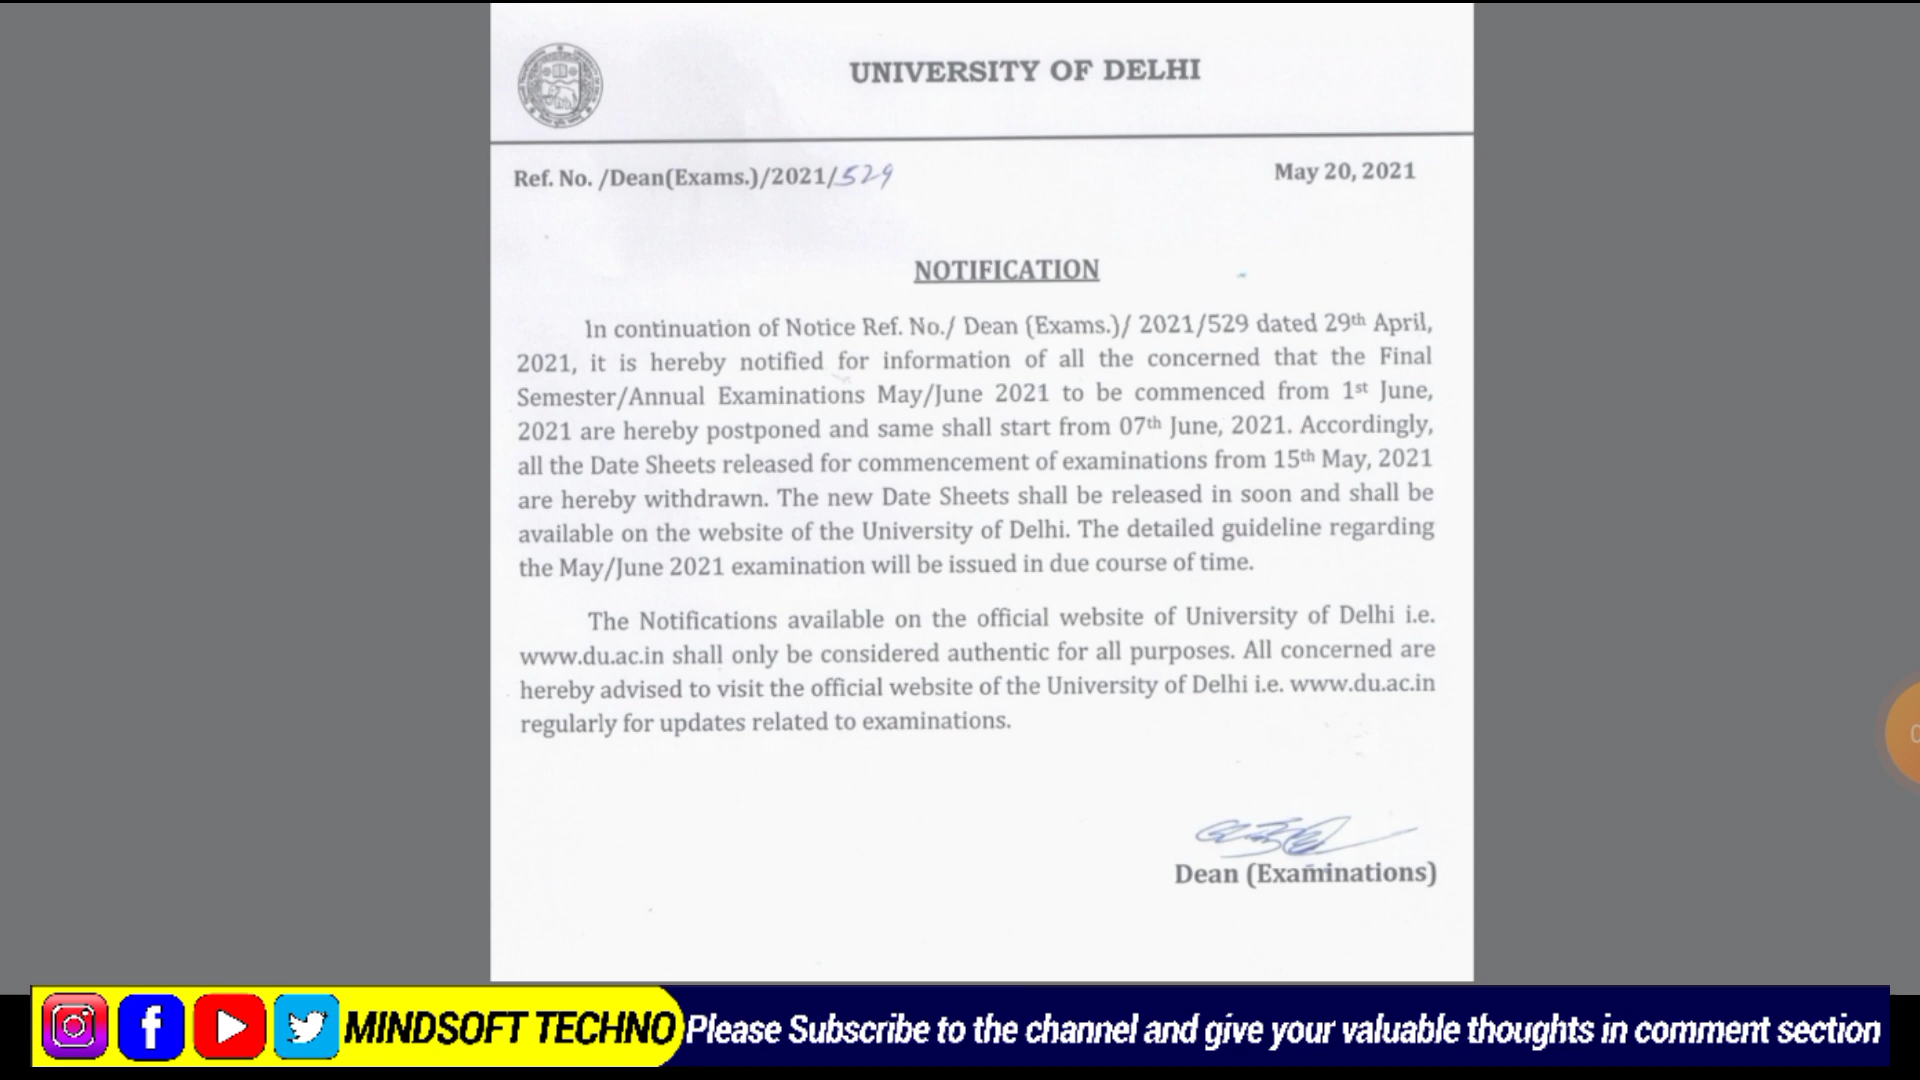 UNIVERSITY OF DELHI
Ref. No. /Dean(Exams.)/2021/529
May 20, 2021
NOTIFICATION
In continuation of Notice Ref. No./ Dean (Exams.)/ 2021/529 dated 29th April,
2021, it is hereby notified for information of all the concerned that the Final
Semester/Annual Examinations May/June 2021 to be commenced from 1st June,
2021 are hereby postponed and same shall start from 07th June, 2021. Accordingly,
all the Date Sheets released for commencement of examinations from 15th May, 2021
are hereby withdrawn. The new Date Sheets shall be released in soon and shall be
available on the website of the University of Delhi. The detailed guideline regarding
the May/June 2021 examination will be issued in due course of time.
The Notifications available on the official website of University of Delhi i.e.
www.du.ac.in shall only be considered authentic for all purposes. All concerned are
hereby advised to visit the official website of the University of Delhi i.e. www.du.ac.in
regularly for updates related to examinations.
Dean (Examinations)
MINDSOFT TECHNO
Please Subscribe to the channel and give your valuable thoughts in comment section